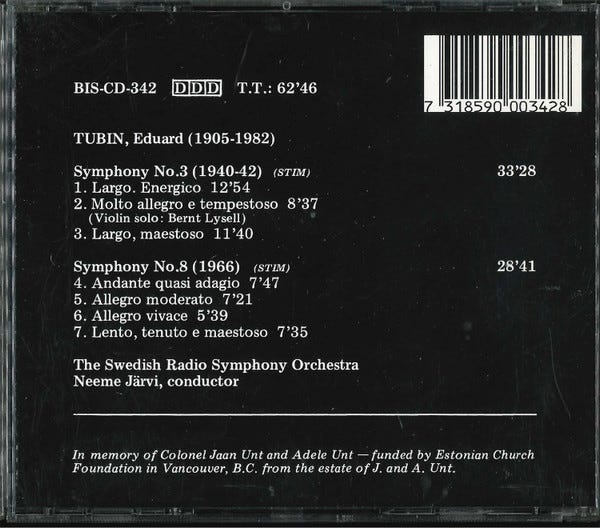 BIS-CD-342 DDD T.T.: 62'46
7 318590 003428
TUBIN, Eduard (1905-1982)
Symphony No.3 (1940-42) (STIM) 33'28
1. Largo. Energico 12'54
2. Molto allegro e tempestoso 8'37
(Violin solo: Bernt Lysell)
3. Largo, maestoso 11'40
Symphony No.8 (1966) (STIM) 28'41
4. Andante quasi adagio 7'47
5. Allegro moderato 7'21
6. Allegro vivace 5'39
7. Lento, tenuto e maestoso 7'35
The Swedish Radio Symphony Orchestra
Neeme Järvi, conductor
In memory of Colonel Jaan Unt and Adele Unt — funded by Estonian Church
Foundation in Vancouver, B.C. from the estate of J. and A. Unt.